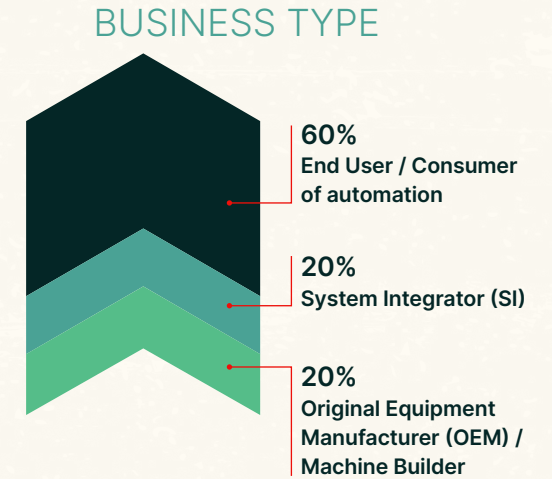 BUSINESS TYPE
60%
End User / Consumer
of automation
20%
System Integrator (SI)
20%
Original Equipment
Manufacturer (OEM) /
Machine Builder